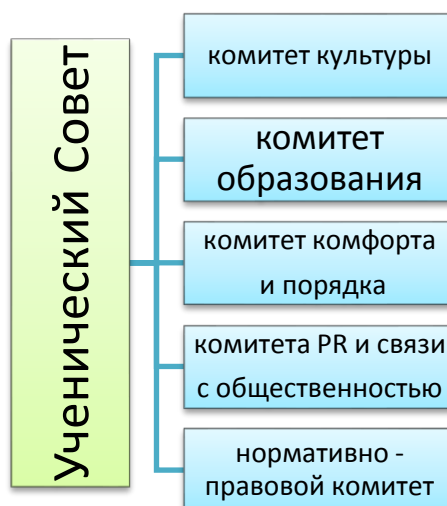 Ученический Совет
комитет культуры
комитет
образования
комитет комфорта
и порядка
комитета PR и связи
с общественностью
нормативно -
правовой комитет